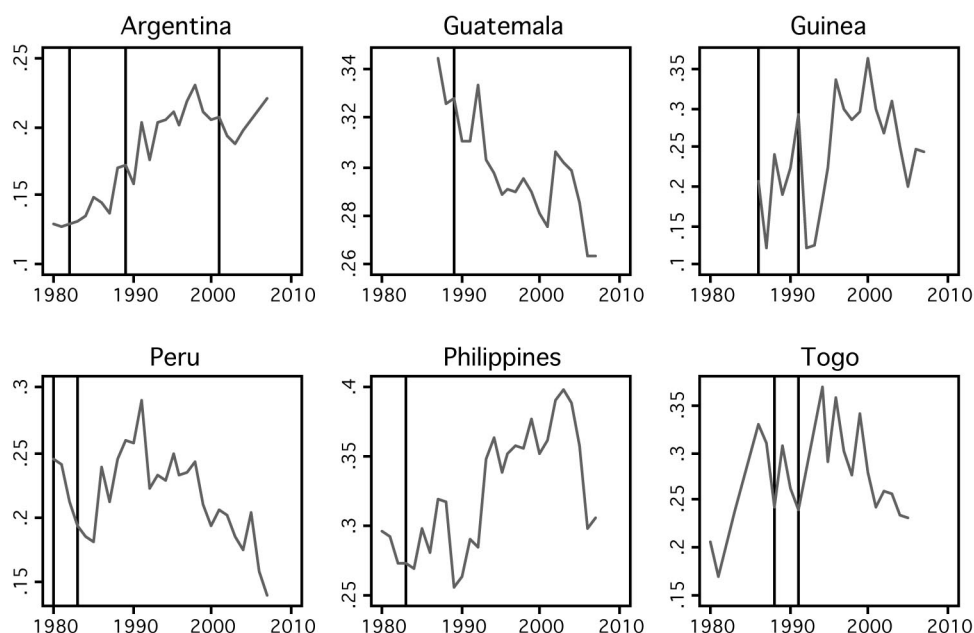 Argentina
.25
.2
.15
.1
1980 1990 2000 2010
Guatemala
.34
.32
.3
.28
.26
1980 1990 2000 2010
Guinea
.35
.3
.25
.2
.15
.1
1980 1990 2000 2010
Peru
.3
.25
.2
.15
1980 1990 2000 2010
Philippines
.4
.35
.3
.25
1980 1990 2000 2010
Togo
.35
.3
.25
.2
.15
1980 1990 2000 2010